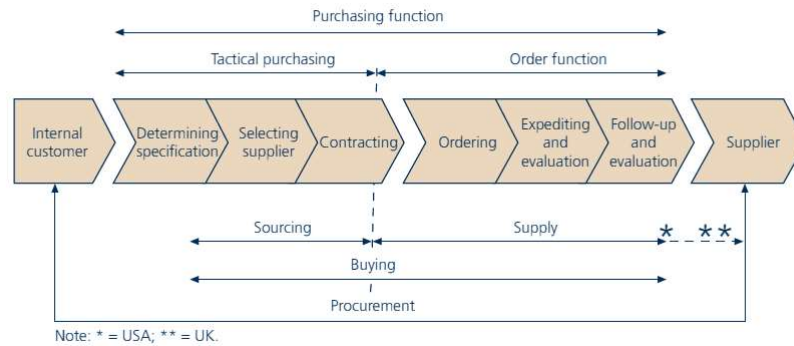 Purchasing function
Tactical purchasing
Order function
Internal
customer
Determining
specification
Selecting
supplier
Contracting
Ordering
Expediting
and
evaluation
Follow-up
and
evaluation
Supplier
Sourcing
Supply
* **
Buying
Procurement
Note: * = USA; ** = UK.